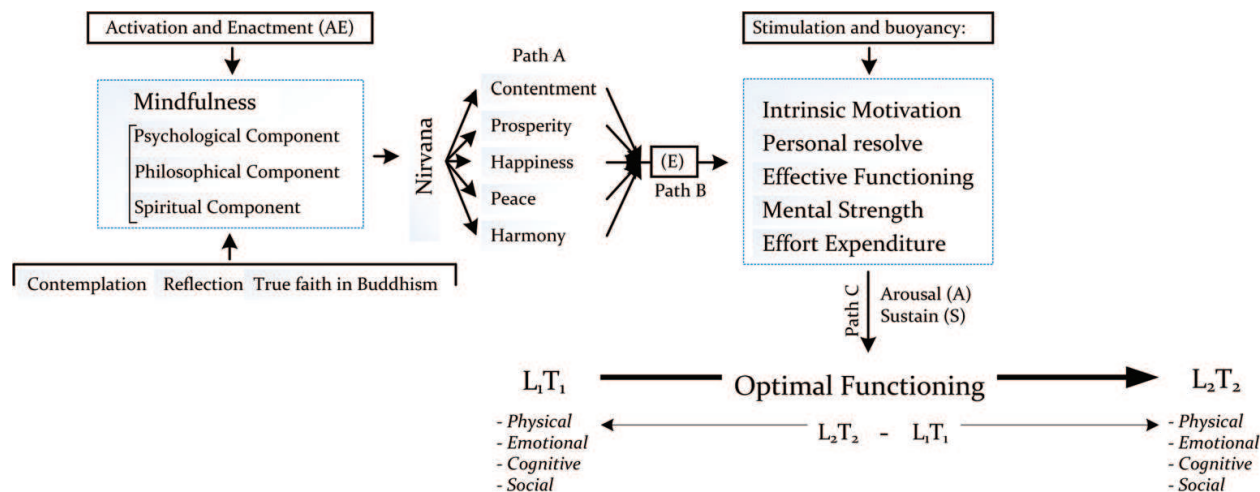 Activation and Enactment (AE)
Mindfulness
Psychological Component
Philosophical Component
Spiritual Component
Contemplation Reflection True faith in Buddhism
Nirvana
Path A
Contentment
Prosperity
Happiness
Peace
Harmony
(E)
Path B
Stimulation and buoyancy:
Intrinsic Motivation
Personal resolve
Effective Functioning
Mental Strength
Effort Expenditure
Path C
Arousal (A)
Sustain (S)
L₁T₁
Optimal Functioning
L₂T₂
- Physical
- Emotional
- Cognitive
- Social
L₂T₂ - L₁T₁
- Physical
- Emotional
- Cognitive
- Social